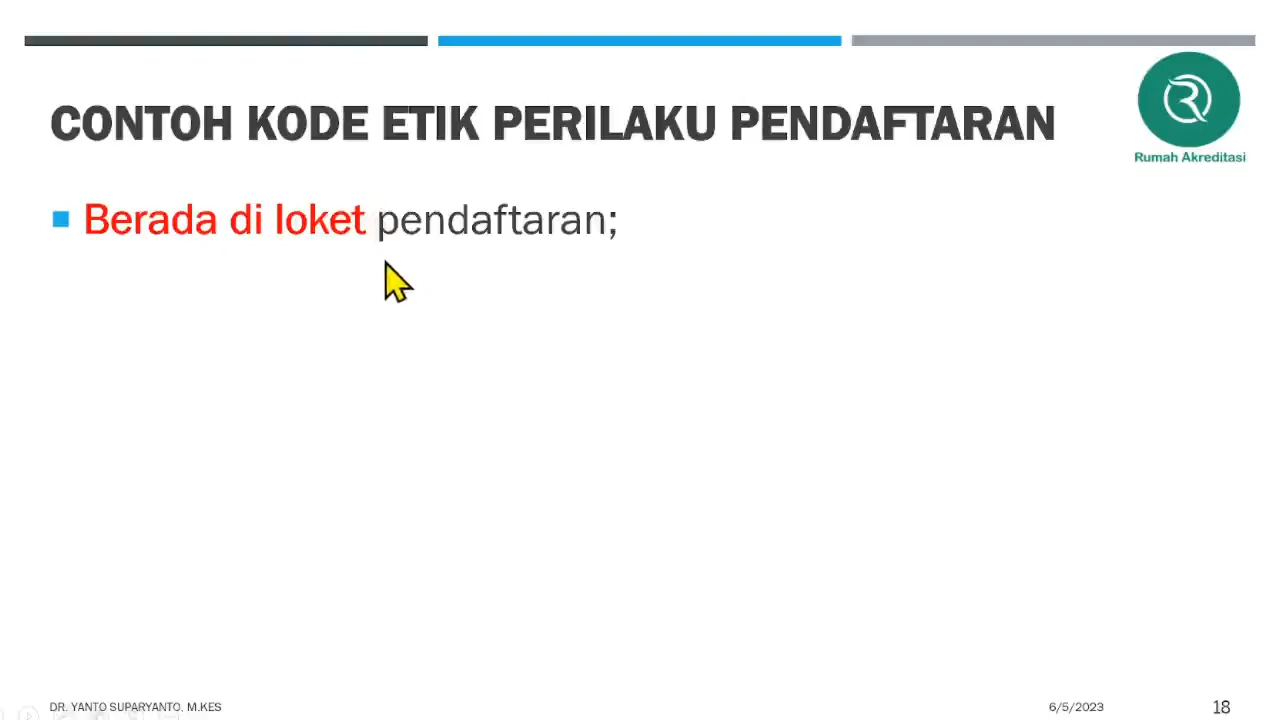 CONTOH KODE ETIK PERILAKU PENDAFTARAN
Rumah Akreditasi
Berada di loket pendaftaran;
DR. YANTO SUPARYANTO, M.KES
6/5/2023
18